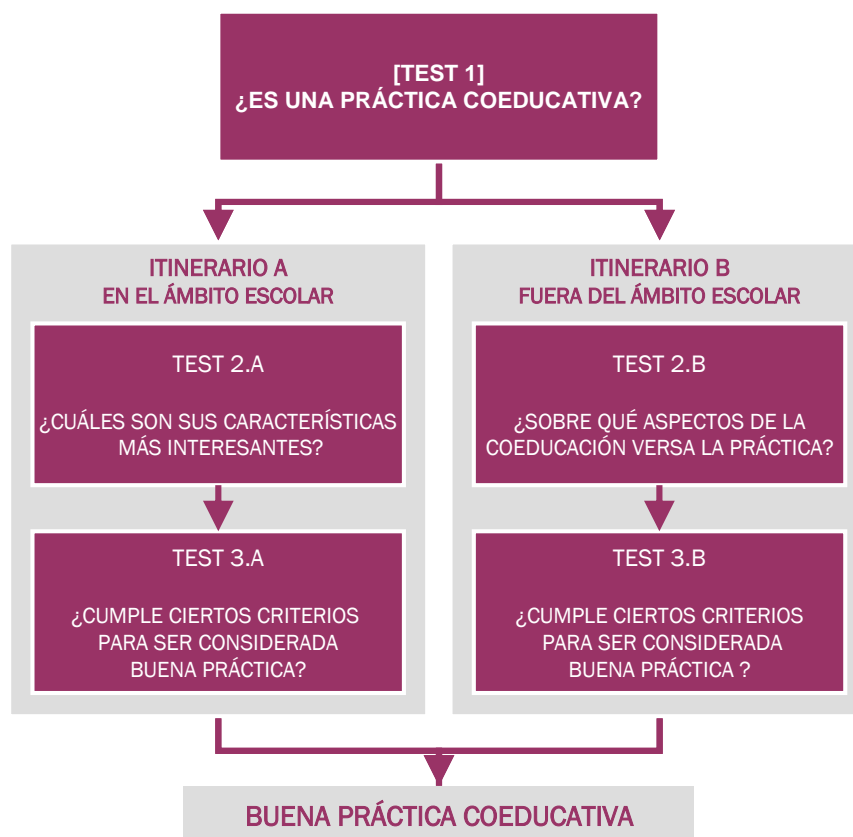 [TEST 1]
¿ES UNA PRÁCTICA COEDUCATIVA?
ITINERARIO A
EN EL ÁMBITO ESCOLAR
TEST 2.A
¿CUÁLES SON SUS CARACTERÍSTICAS
MÁS INTERESANTES?
TEST 3.A
¿CUMPLE CIERTOS CRITERIOS
PARA SER CONSIDERADA
BUENA PRÁCTICA?
ITINERARIO B
FUERA DEL ÁMBITO ESCOLAR
TEST 2.B
¿SOBRE QUÉ ASPECTOS DE LA
COEDUCACIÓN VERSA LA PRÁCTICA?
TEST 3.B
¿CUMPLE CIERTOS CRITERIOS
PARA SER CONSIDERADA
BUENA PRÁCTICA ?
BUENA PRÁCTICA COEDUCATIVA